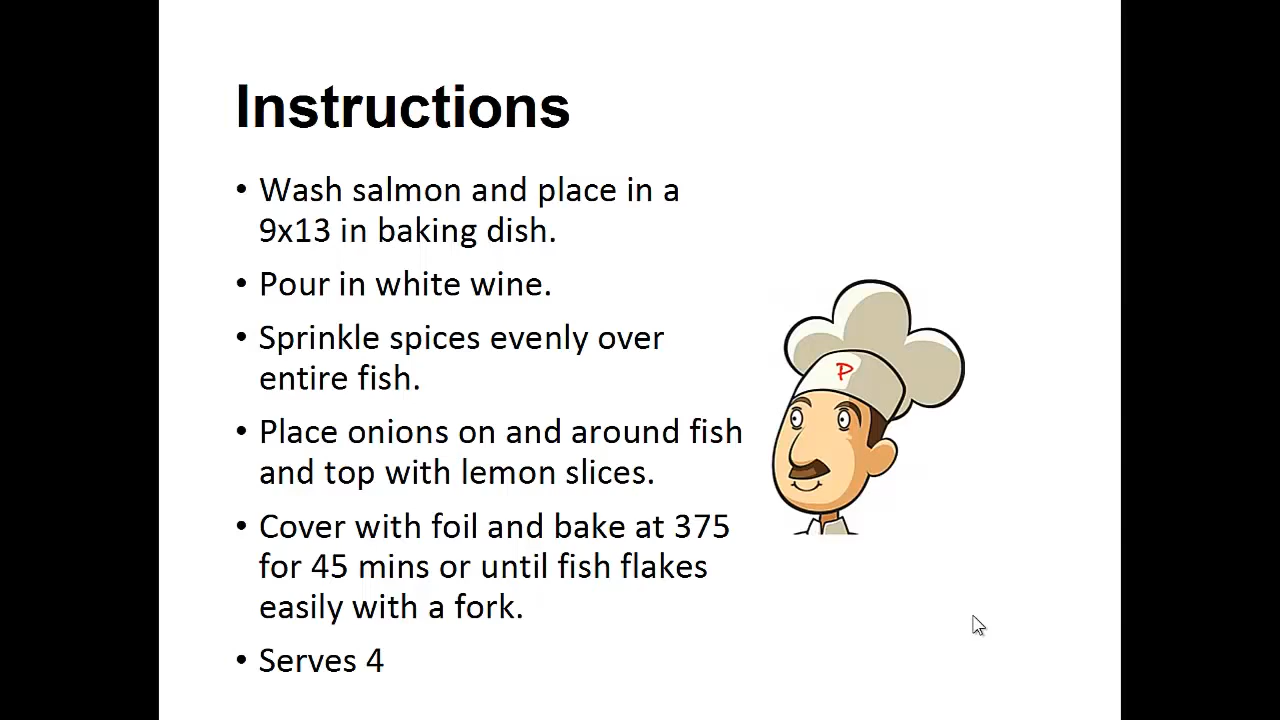 Instructions
• Wash salmon and place in a
9x13 in baking dish.
• Pour in white wine.
• Sprinkle spices evenly over
entire fish.
• Place onions on and around fish
and top with lemon slices.
• Cover with foil and bake at 375
for 45 mins or until fish flakes
easily with a fork.
• Serves 4
P